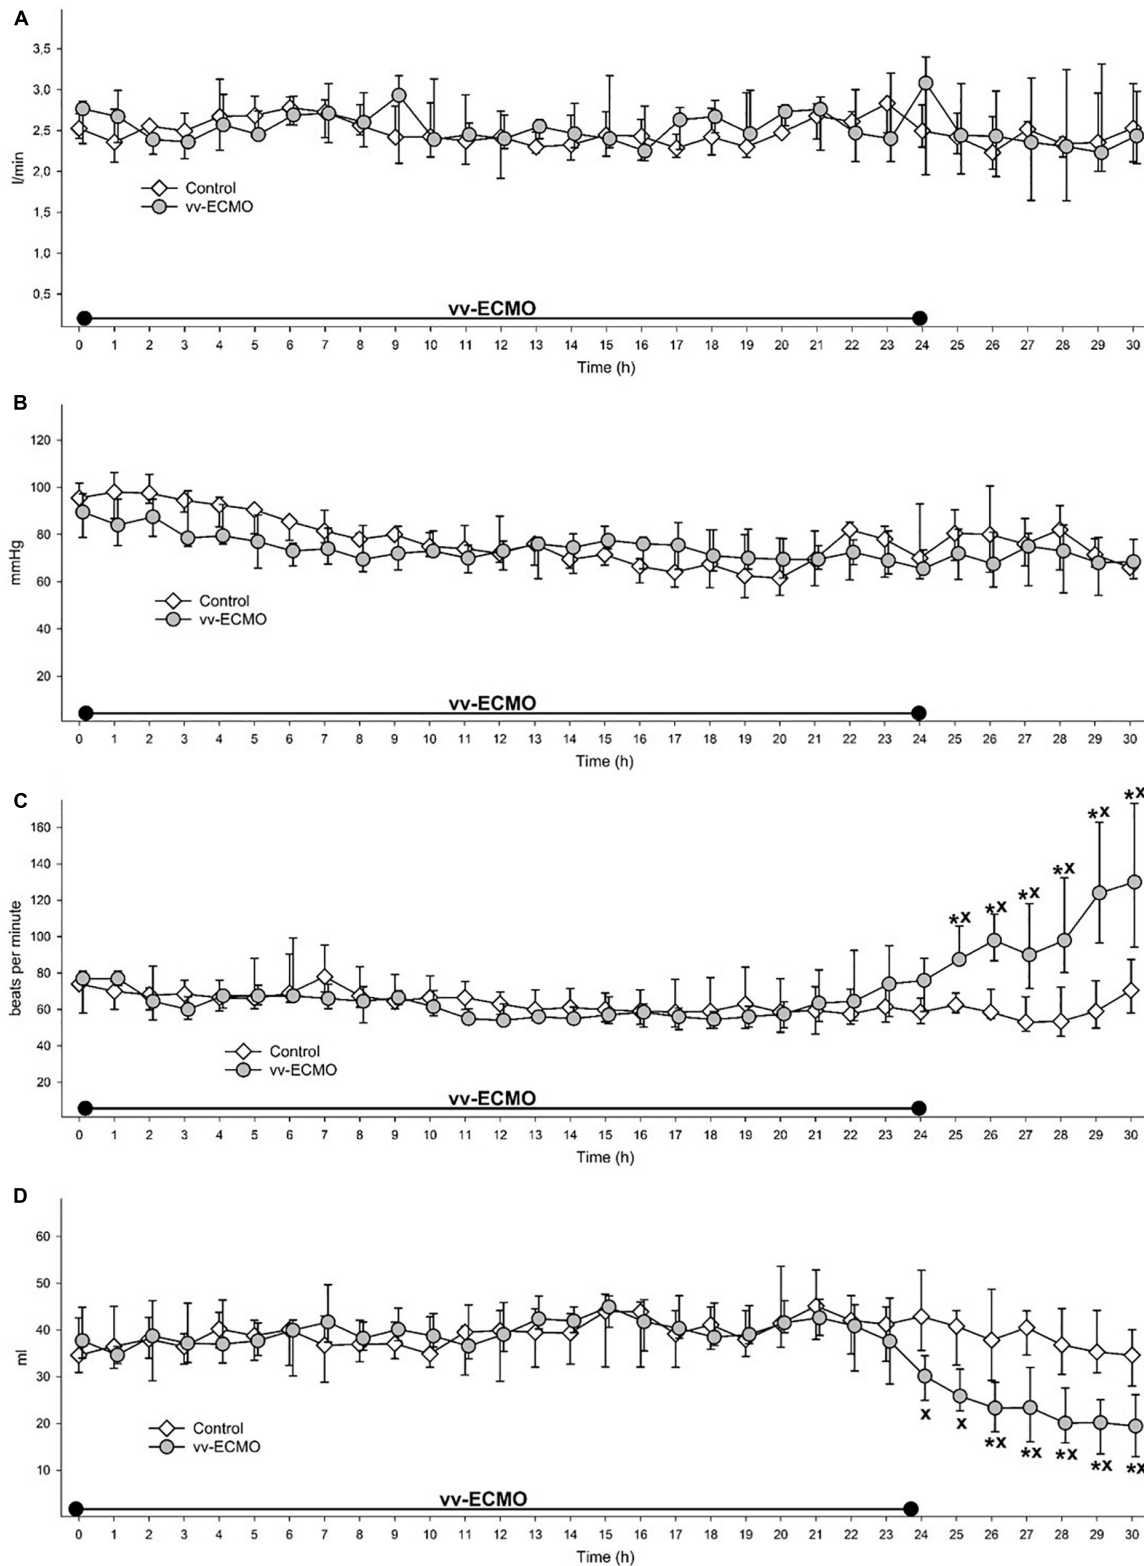 A
3,5
3,0
2,5
2,0
1,5
1,0
0,5
l/min
Control
vv-ECMO
vv-ECMO
0 1 2 3 4 5 6 7 8 9 10 11 12 13 14 15 16 17 18 19 20 21 22 23 24 25 26 27 28 29 30
Time (h)
B
120
100
80
60
40
20
mmHg
Control
vv-ECMO
vv-ECMO
0 1 2 3 4 5 6 7 8 9 10 11 12 13 14 15 16 17 18 19 20 21 22 23 24 25 26 27 28 29 30
Time (h)
C
160
140
120
100
80
60
40
20
beats per minute
*x *x *x *x *x *x
Control
vv-ECMO
vv-ECMO
0 1 2 3 4 5 6 7 8 9 10 11 12 13 14 15 16 17 18 19 20 21 22 23 24 25 26 27 28 29 30
Time (h)
D
60
50
40
30
20
10
ml
Control
vv-ECMO
x x *x *x *x *x *x
vv-ECMO
0 1 2 3 4 5 6 7 8 9 10 11 12 13 14 15 16 17 18 19 20 21 22 23 24 25 26 27 28 29 30
Time (h)